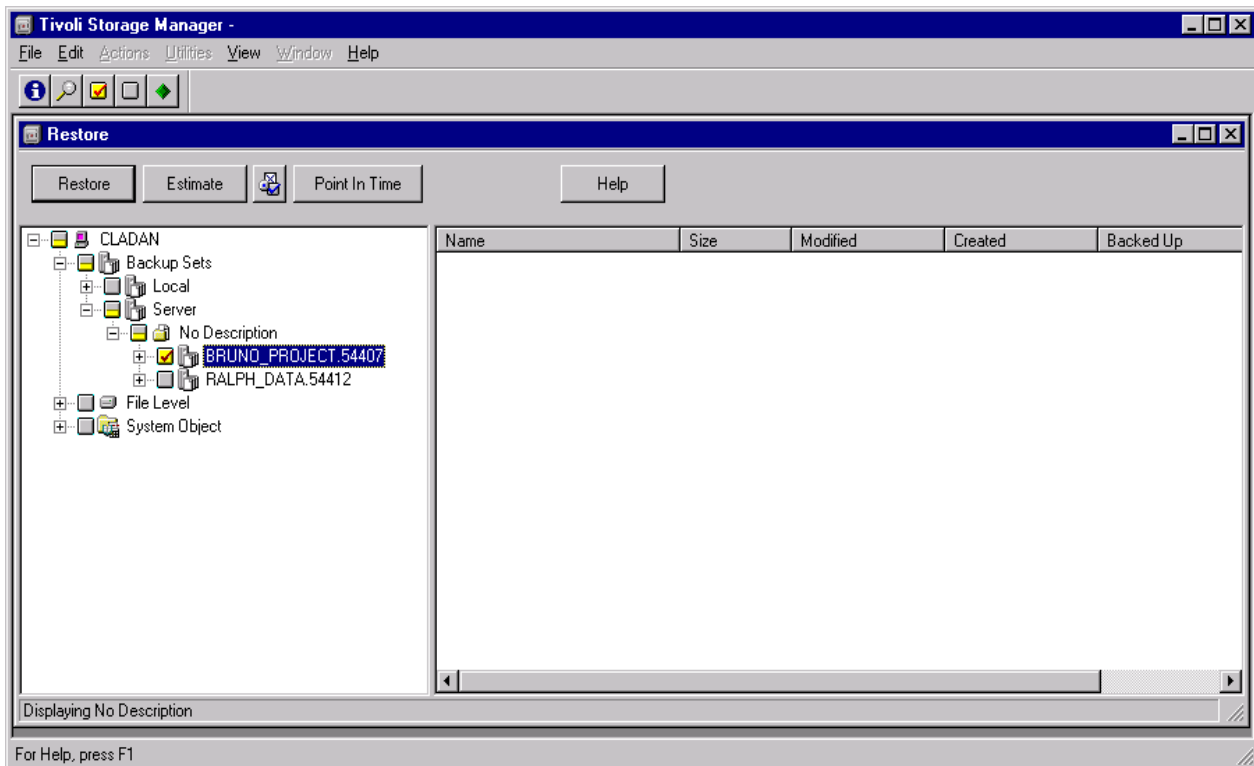 Tivoli Storage Manager -
File Edit Actions Utilities View Window Help
Restore
Restore Estimate Point In Time Help
CLADAN
Name Size Modified Created Backed Up
Backup Sets
Local
Server
No Description
BRUNO_PROJECT.54407
RALPH_DATA.54412
File Level
System Object
Displaying No Description
For Help, press F1